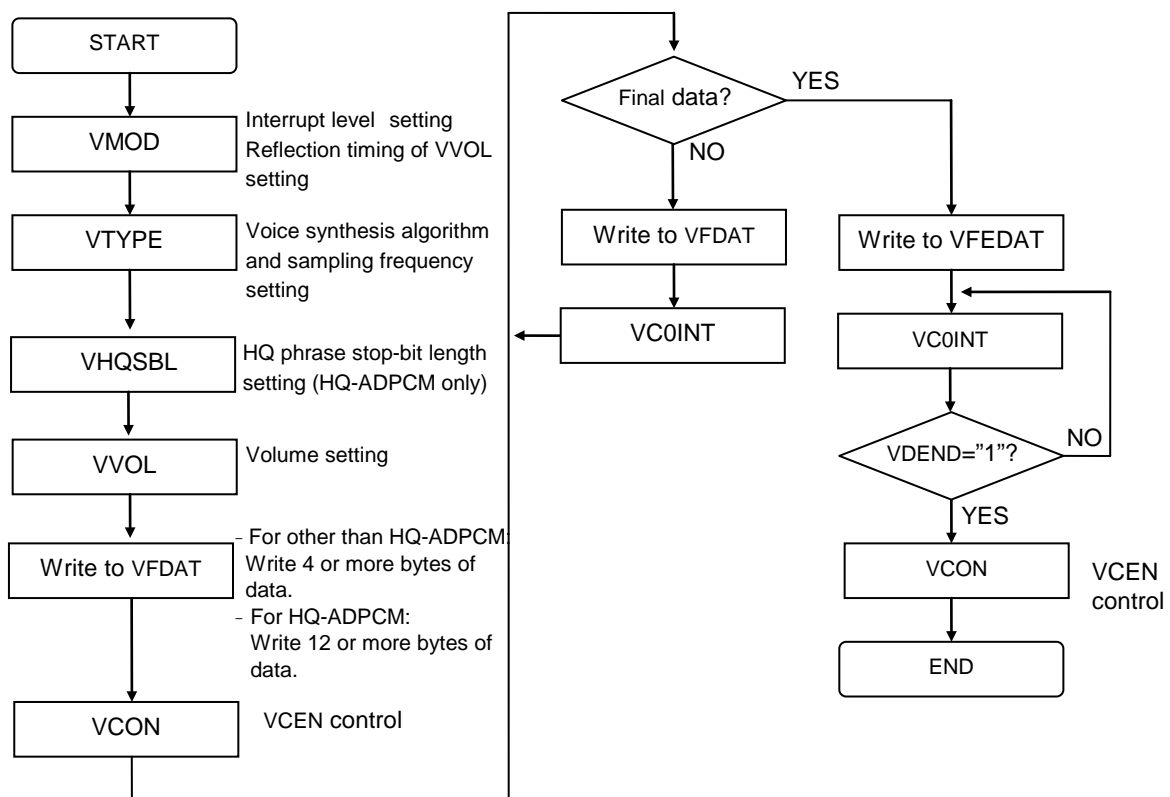 START
VMOD
Interrupt level setting
Reflection timing of VVOL
setting
VTYPE
Voice synthesis algorithm
and sampling frequency
setting
VHQSBL
HQ phrase stop-bit length
setting (HQ-ADPCM only)
VVOL
Volume setting
Write to VFDAT
- For other than HQ-ADPCM:
Write 4 or more bytes of
data.
- For HQ-ADPCM:
Write 12 or more bytes of
data.
VCON
VCEN control
Final data?
YES
NO
Write to VFDAT
VC0INT
Write to VFEDAT
VC0INT
VDEND=”1”?
NO
YES
VCON
VCEN
control
END